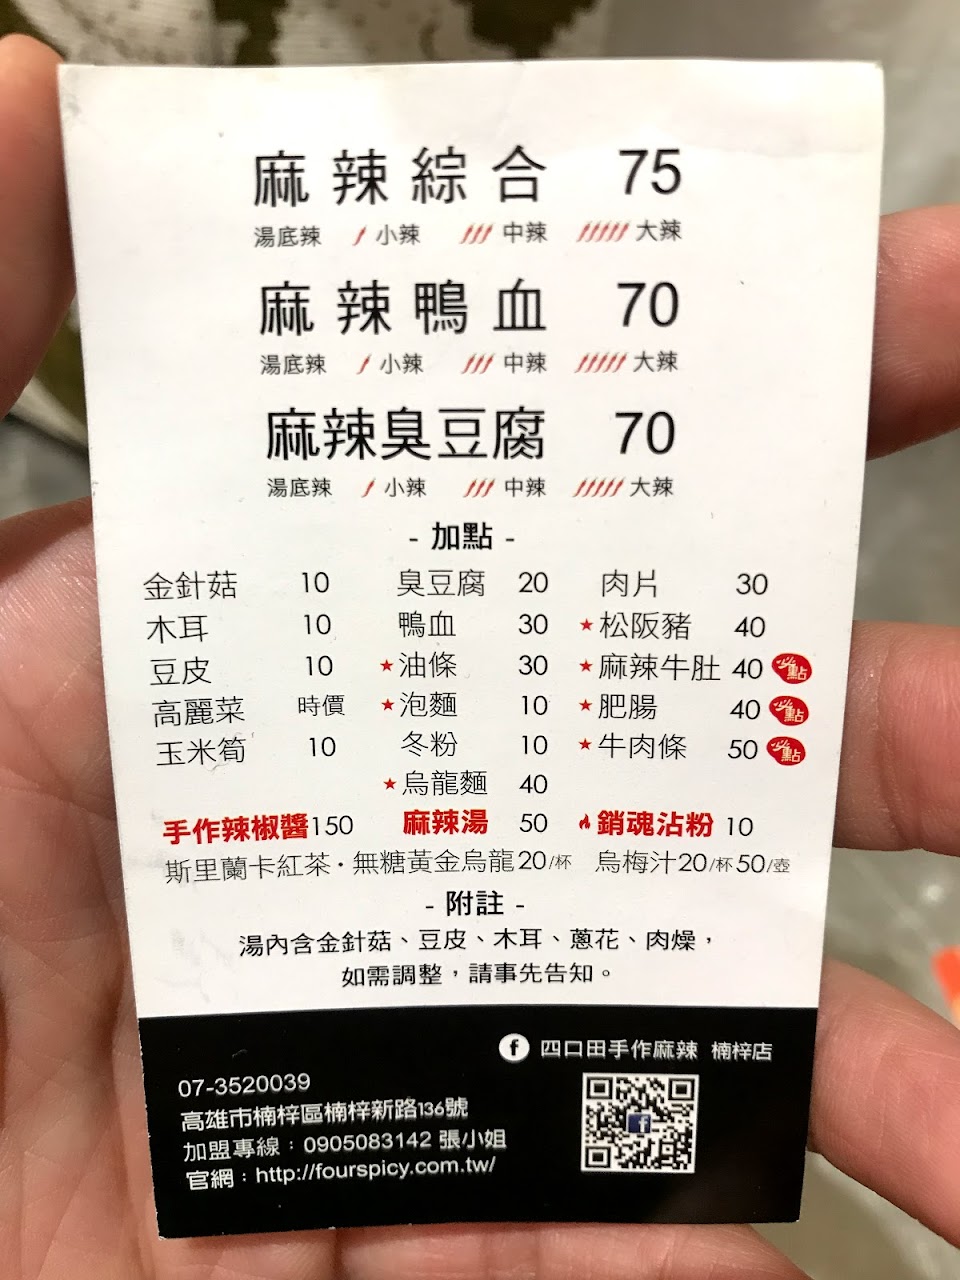 麻辣綜合 75
湯底辣 小辣 中辣 大辣
麻辣鴨血 70
湯底辣 小辣 中辣 大辣
麻辣臭豆腐 70
湯底辣 小辣 中辣 大辣
- 加點 -
金針菇 10 臭豆腐 20 肉片 30
木耳 10 鴨血 30 ★松阪豬 40
豆皮 10 ★油條 30 ★麻辣牛肚 40 必點
高麗菜 時價 ★泡麵 10 ★肥腸 40 必點
玉米筍 10 冬粉 10 ★牛肉條 50 必點
★烏龍麵 40
手作辣椒醬150 麻辣湯 50 銷魂沾粉 10
斯里蘭卡紅茶·無糖黃金烏龍20/杯 烏梅汁20/杯50/壺
- 附註 -
湯內含金針菇、豆皮、木耳、蔥花、肉燥，
如需調整，請事先告知。
f 四口田手作麻辣 楠梓店
07-3520039
高雄市楠梓區楠梓新路136號
加盟專線：0905083142 張小姐
官網：http://fourspicy.com.tw/